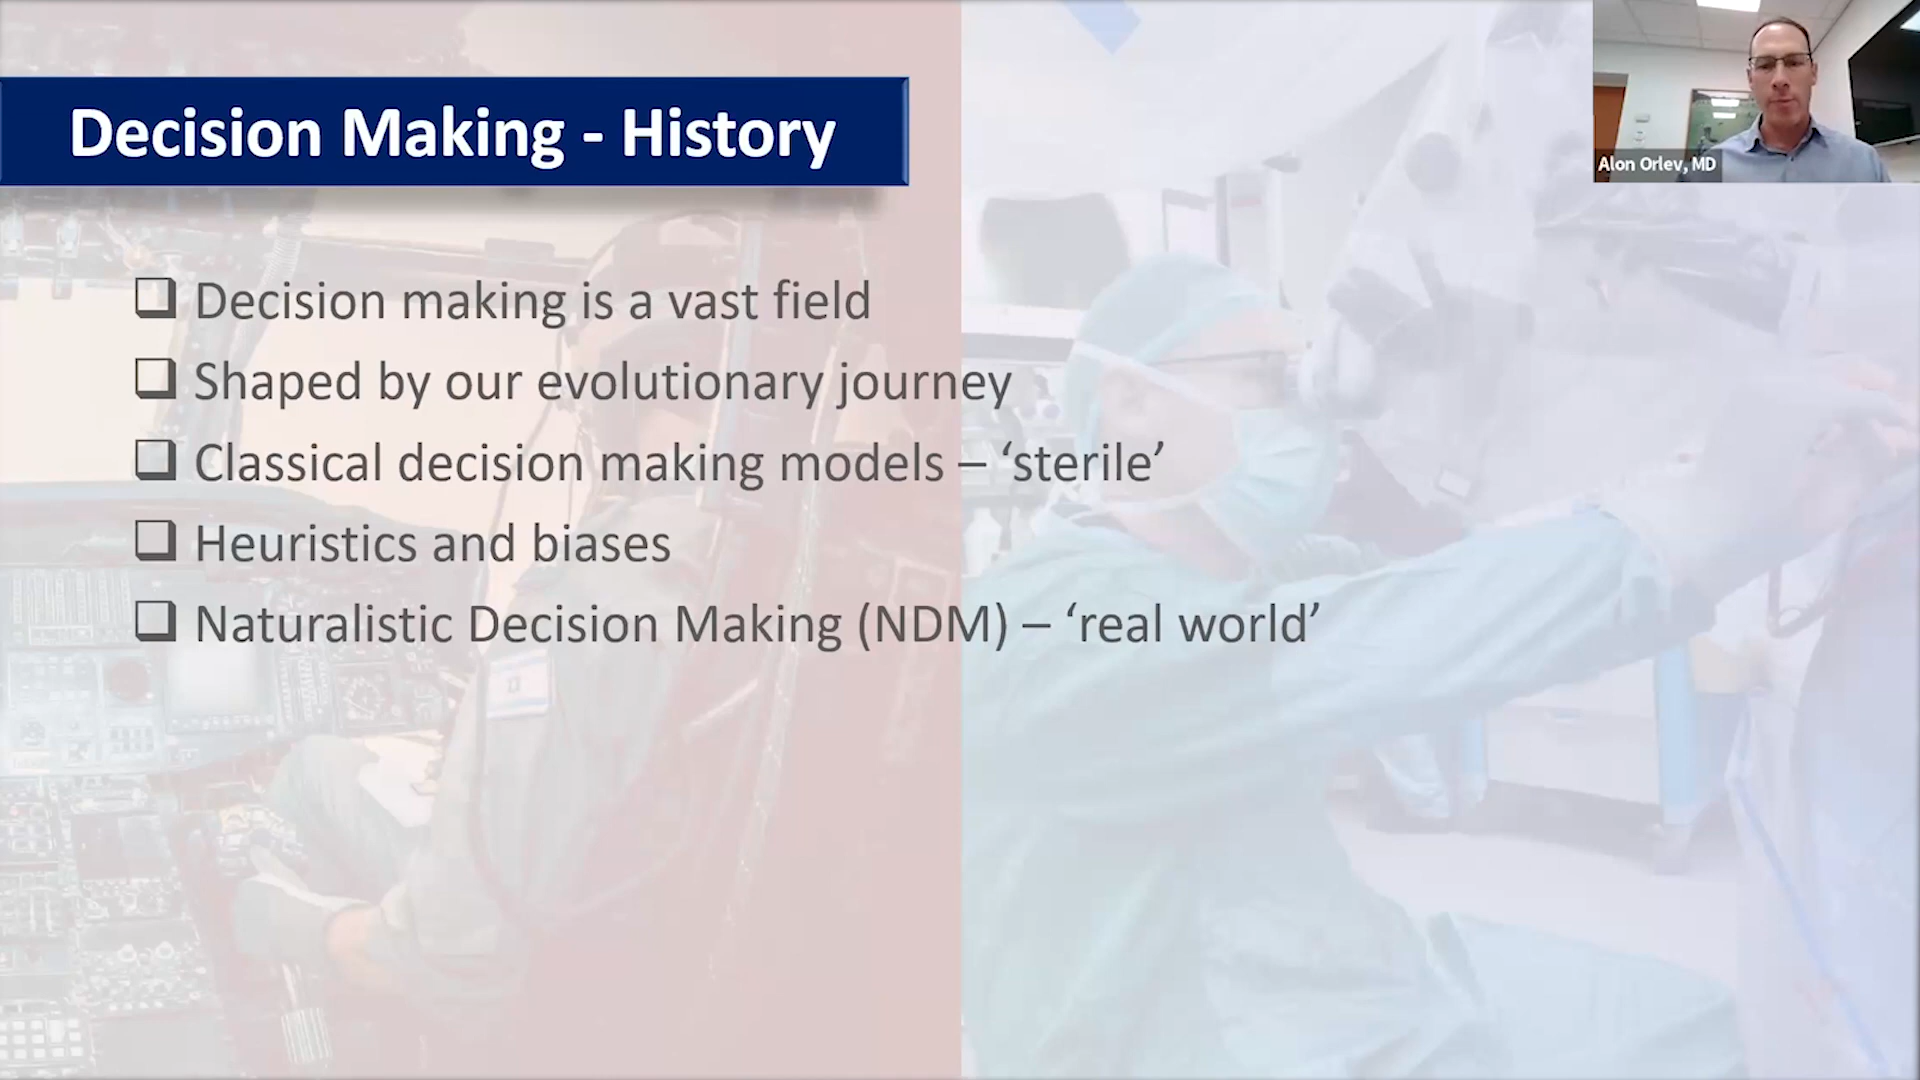 Decision Making - History
Alon Orlev, MD
Decision making is a vast field
Shaped by our evolutionary journey
Classical decision making models – ‘sterile’
Heuristics and biases
Naturalistic Decision Making (NDM) – ‘real world’